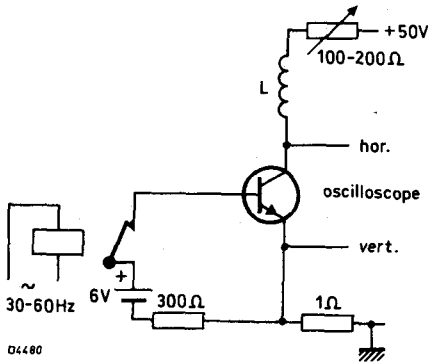 +50V
100-200Ω
L
hor.
oscilloscope
vert.
~
30-60Hz
+
6V
300Ω
1Ω
D4480